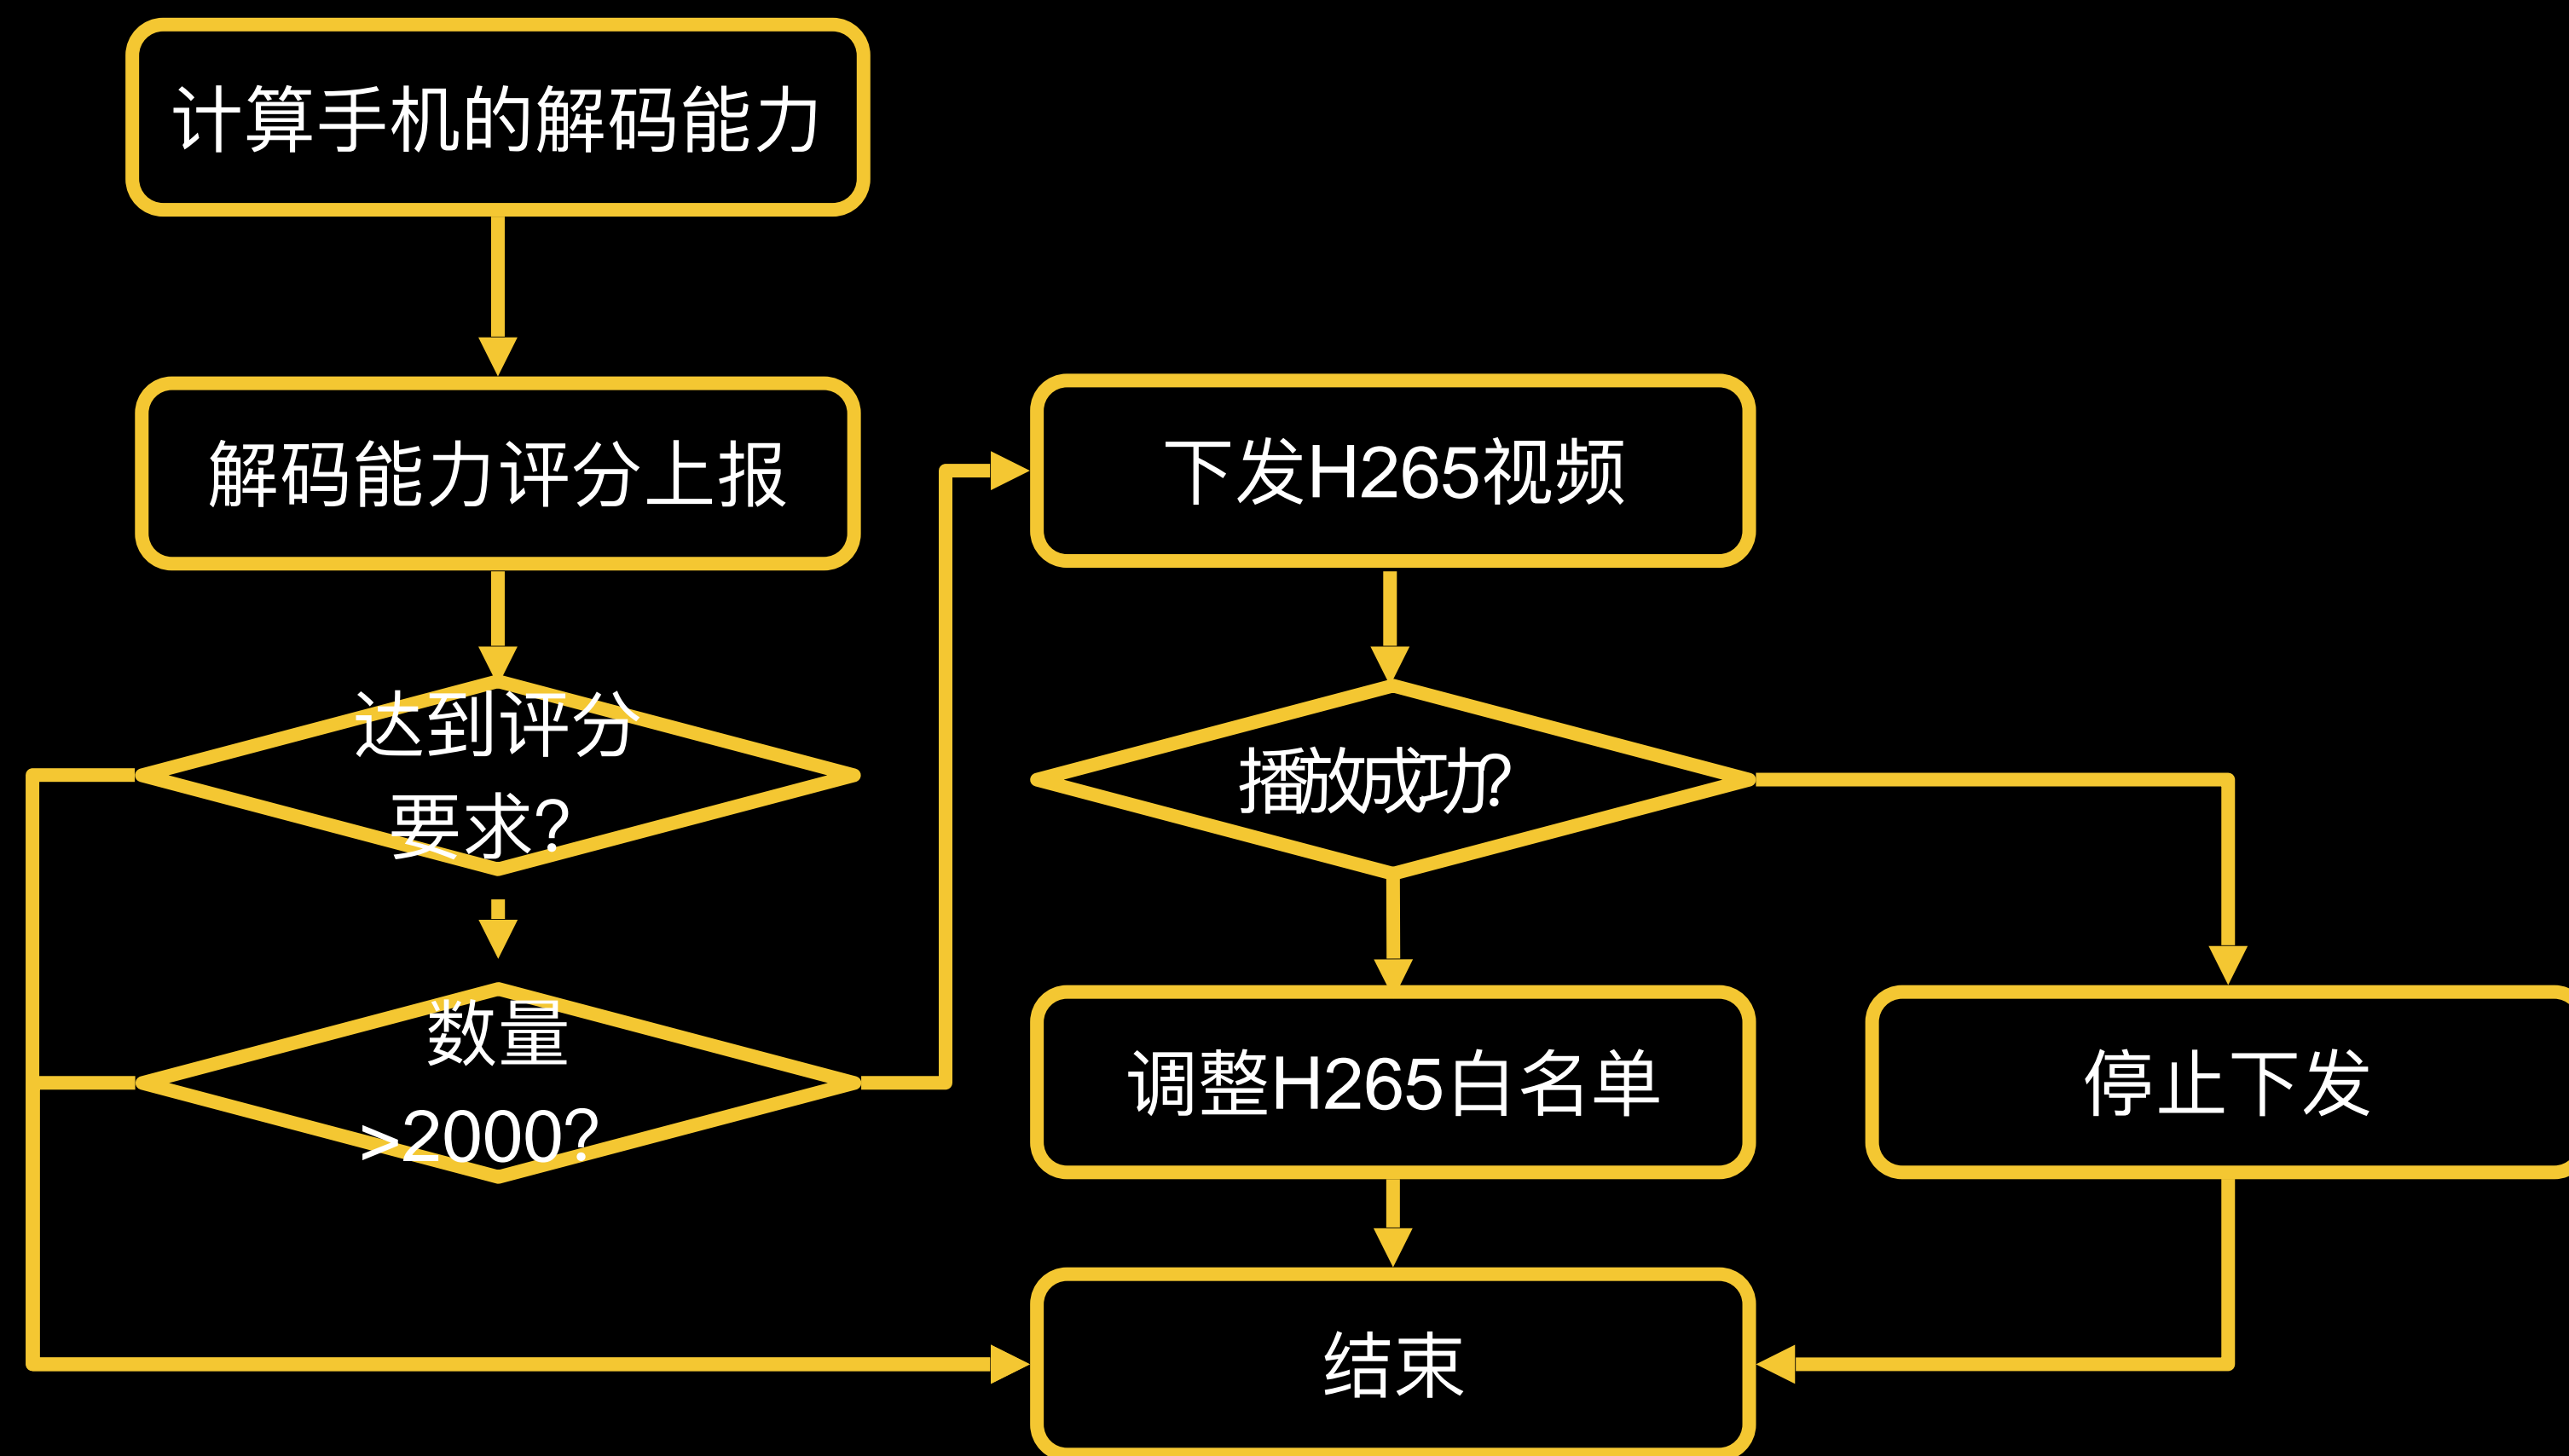 计算手机的解码能力
解码能力评分上报
达到评分
要求?
数量
>2000?
下发H265视频
播放成功?
调整H265白名单
停止下发
结束